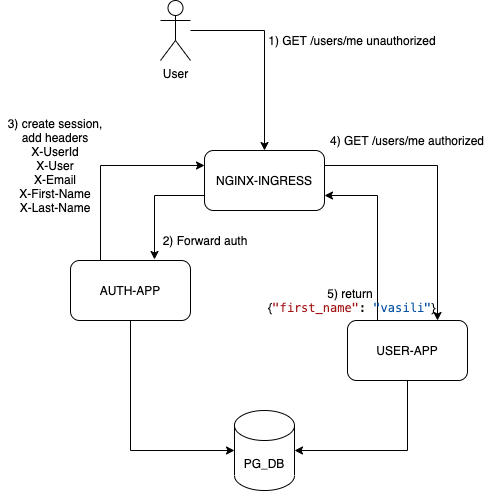 1) GET /users/me unauthorized
User
3) create session,
add headers
X-UserId
X-User
X-Email
X-First-Name
X-Last-Name
4) GET /users/me authorized
NGINX-INGRESS
2) Forward auth
AUTH-APP
5) return
{"first_name": "vasili"}
USER-APP
PG_DB